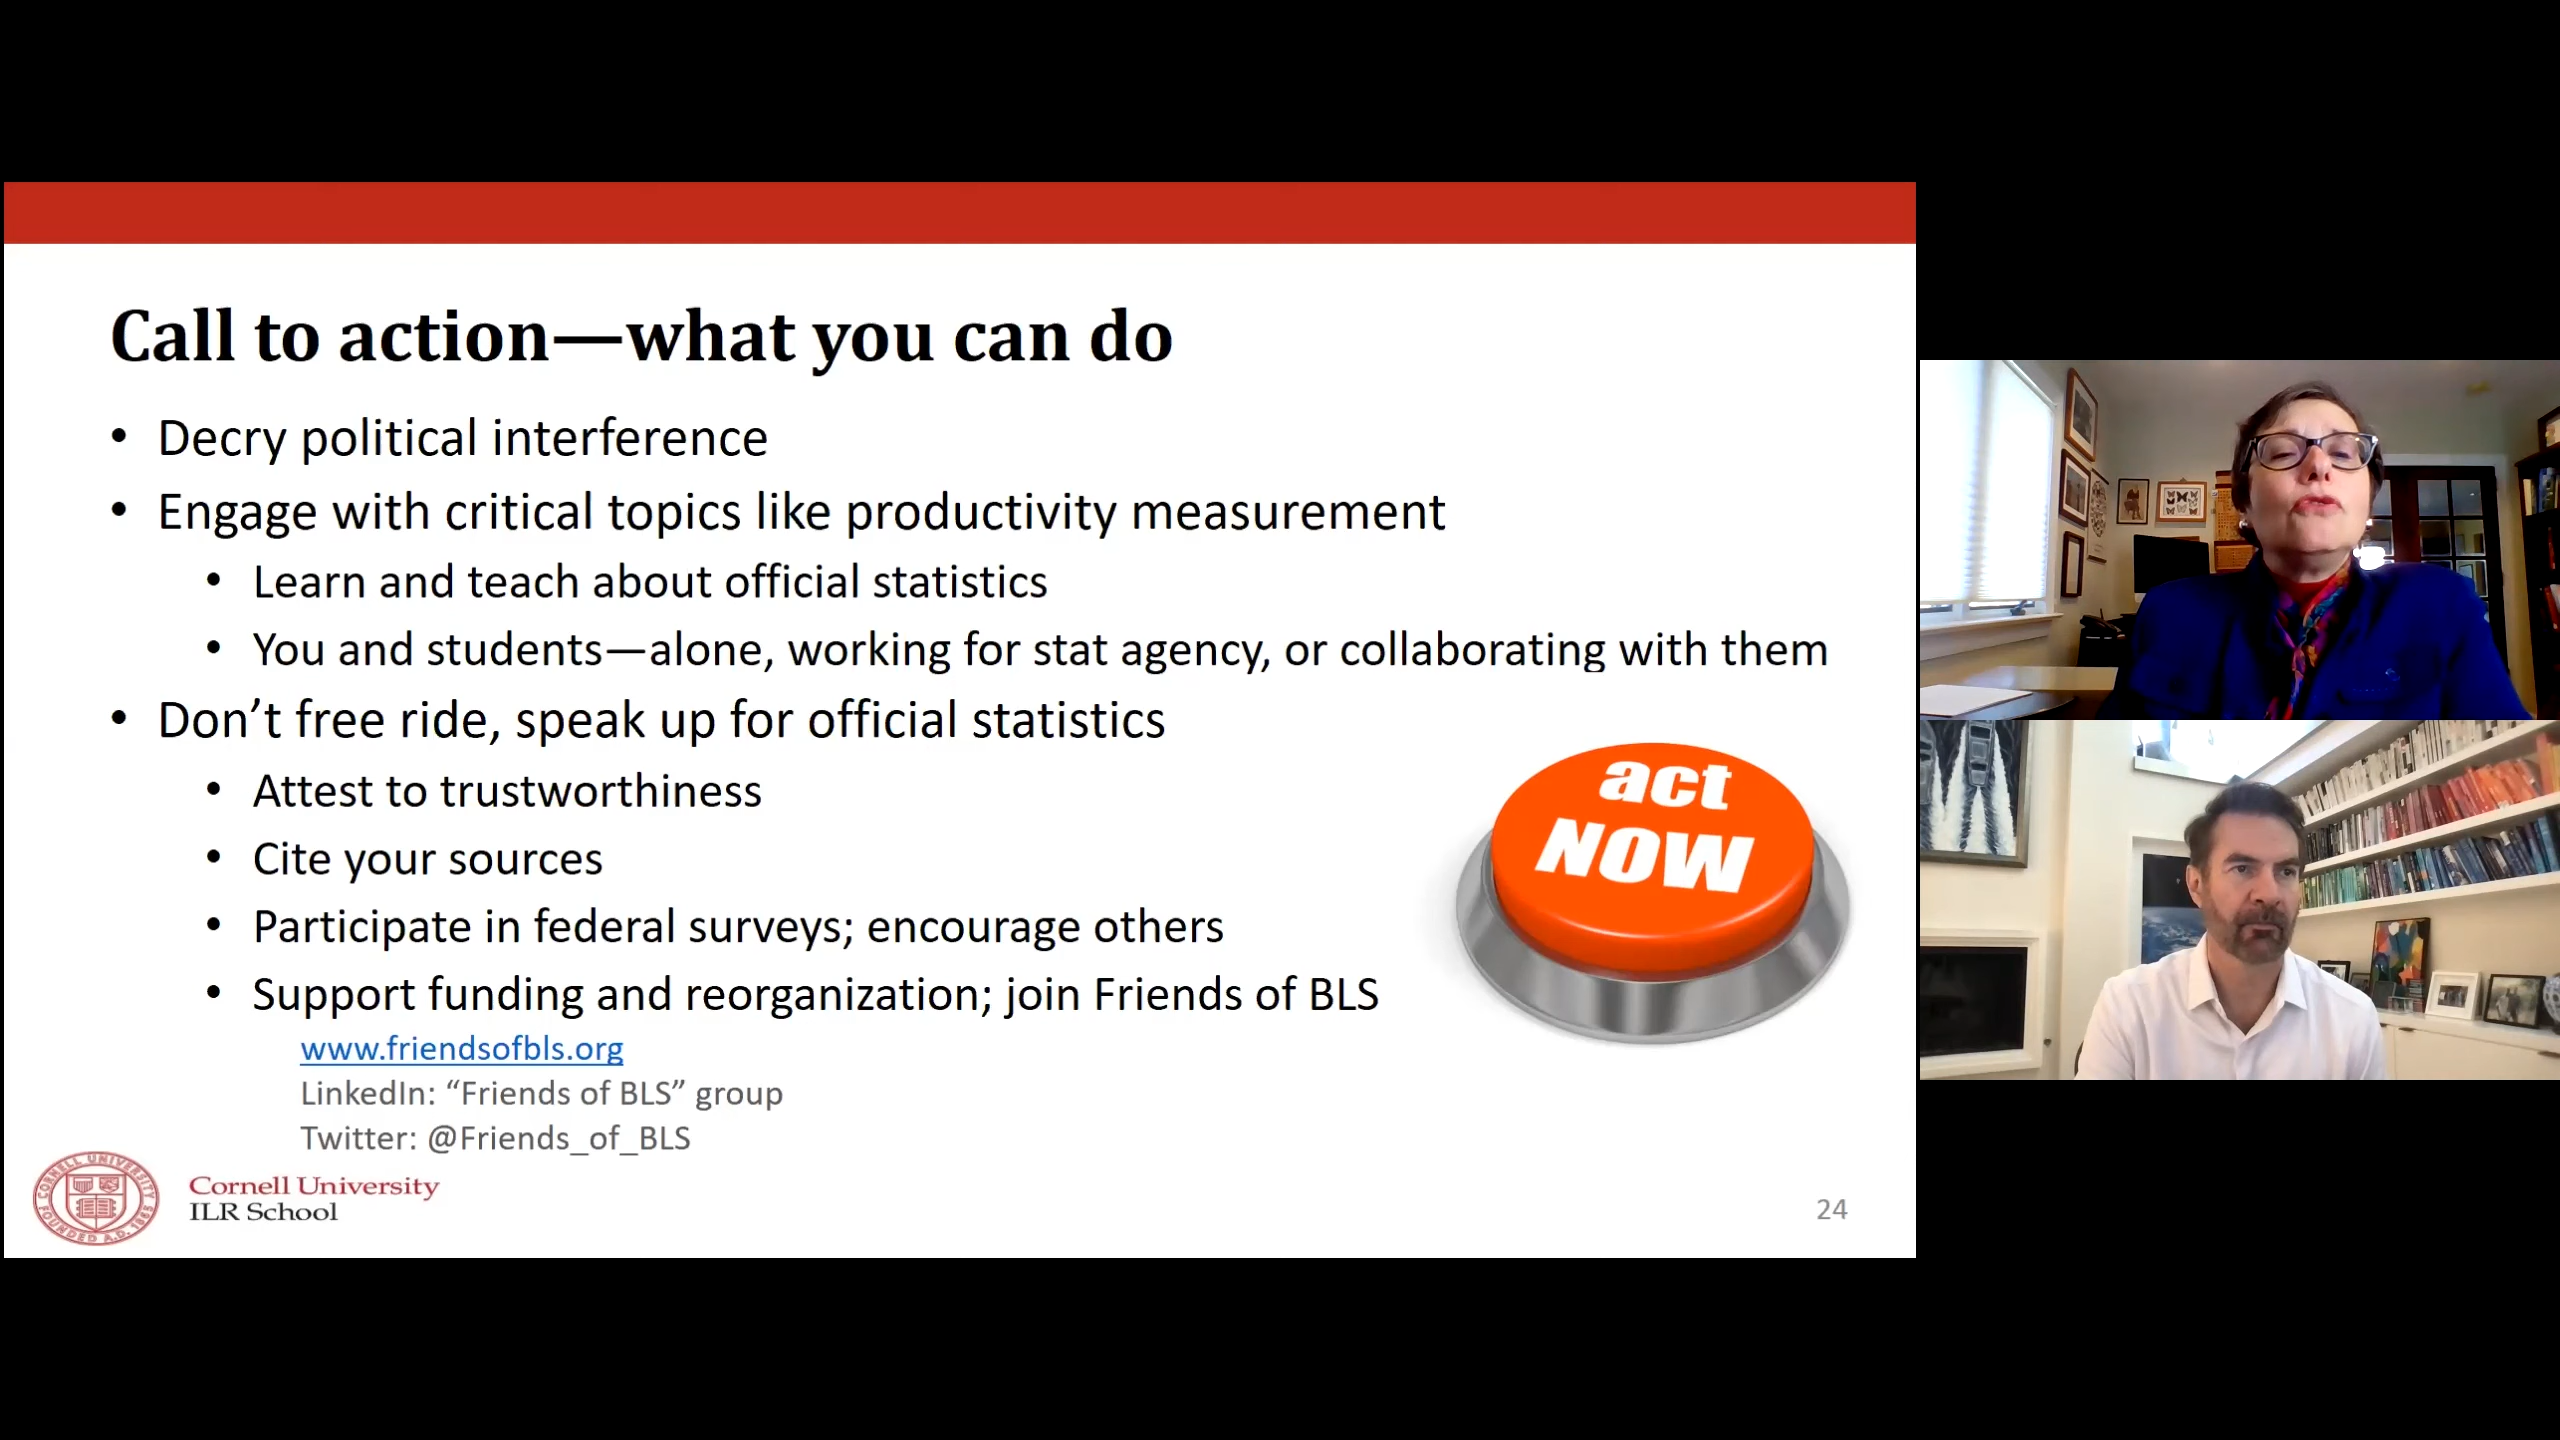 Call to action—what you can do
• Decry political interference
• Engage with critical topics like productivity measurement
• Learn and teach about official statistics
• You and students—alone, working for stat agency, or collaborating with them
• Don’t free ride, speak up for official statistics
• Attest to trustworthiness
• Cite your sources
• Participate in federal surveys; encourage others
• Support funding and reorganization; join Friends of BLS
www.friendsofbls.org
LinkedIn: “Friends of BLS” group
Twitter: @Friends_of_BLS
act
NOW
CORNELL UNIVERSITY
FOUNDED A.D. 1865
Cornell University
ILR School
24